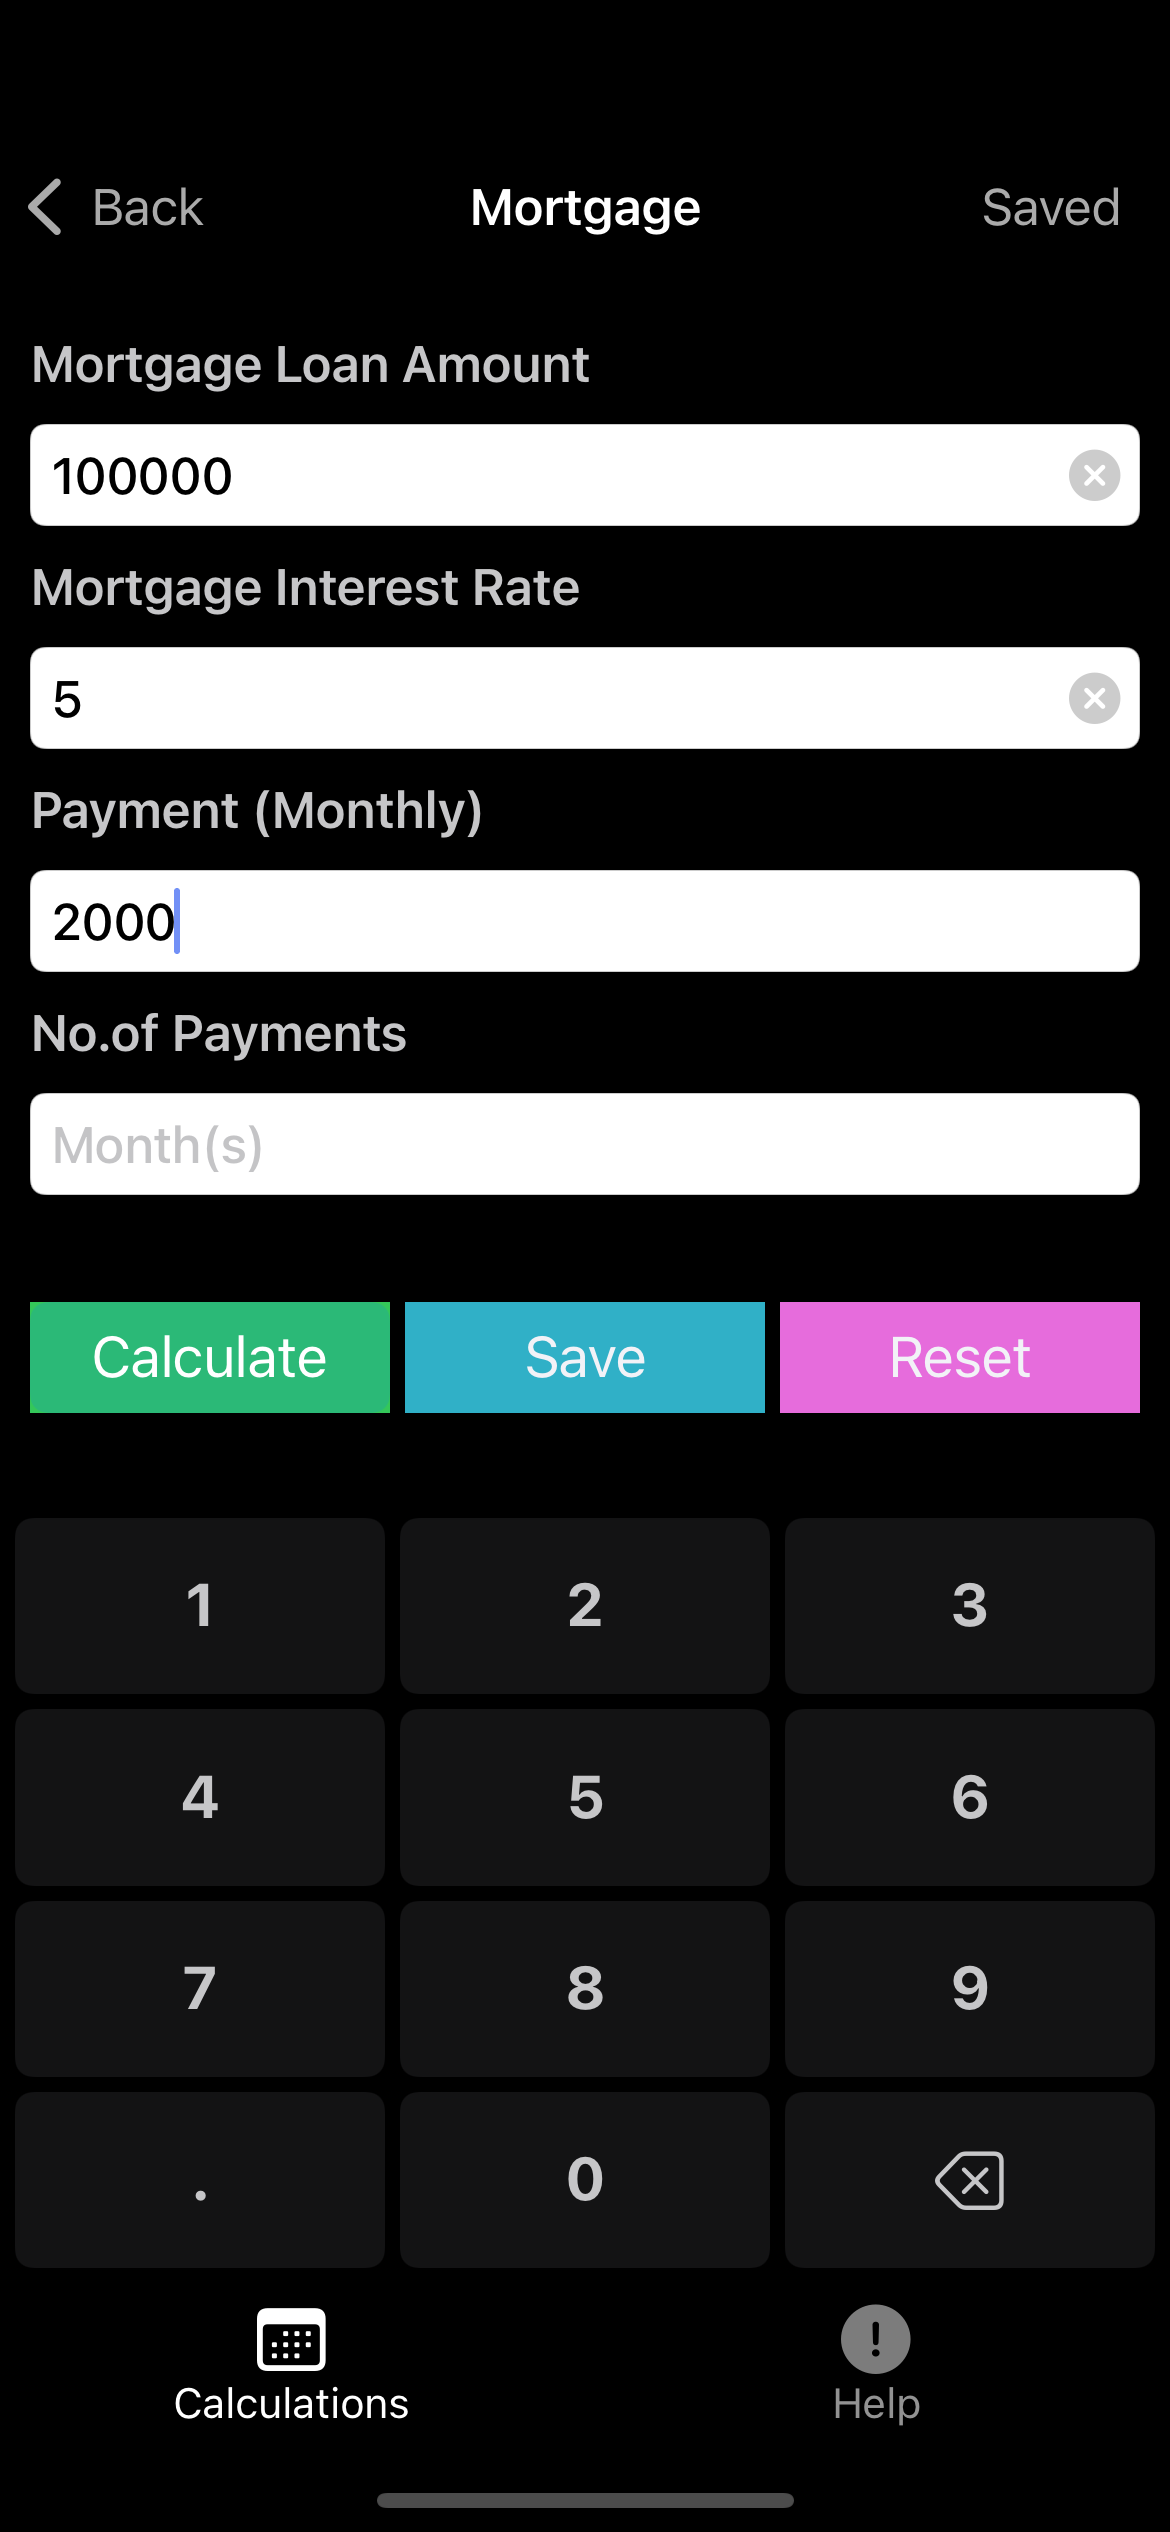 Back Mortgage Saved
Mortgage Loan Amount
100000
Mortgage Interest Rate
5
Payment (Monthly)
2000
No.of Payments
Month(s)
Calculate Save Reset
1 2 3
4 5 6
7 8 9
. 0
Calculations Help